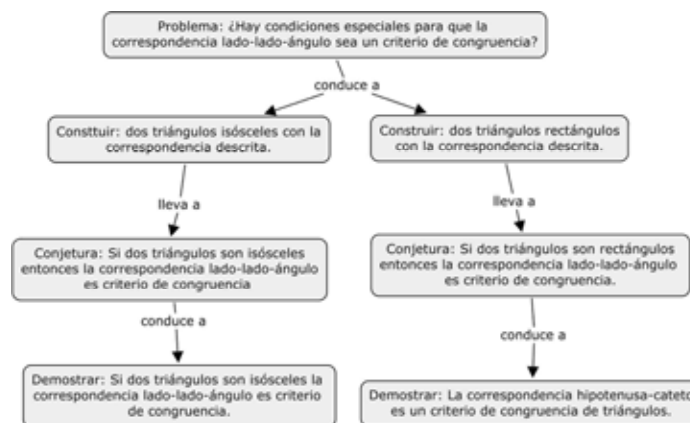 Problema: ¿Hay condiciones especiales para que la
correspondencia lado-lado-ángulo sea un criterio de congruencia?
conduce a
Consttuir: dos triángulos isósceles con la
correspondencia descrita.
Construir: dos triángulos rectángulos
con la correspondencia descrita.
lleva a
lleva a
Conjetura: Si dos triángulos son isósceles
entonces la correspondencia lado-lado-ángulo
es criterio de congruencia
Conjetura: Si dos triángulos son rectángulos
entonces la correspondencia lado-lado-ángulo
es criterio de congruencia.
conduce a
conduce a
Demostrar: Si dos triángulos son isósceles la
correspondencia lado-lado-ángulo es criterio
de congruencia.
Demostrar: La correspondencia hipotenusa-cateto
es un criterio de congruencia de triángulos.